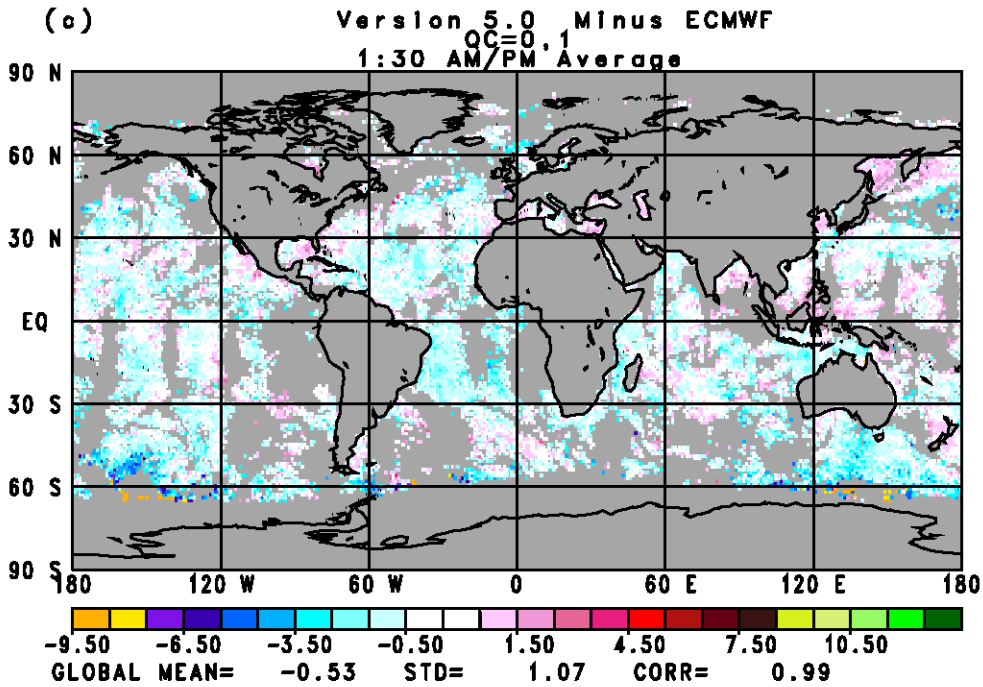 (c)
Version 5.0 Minus ECMWF
QC=0,1
1:30 AM/PM Average
90 N
60 N
30 N
EQ
30 S
60 S
90 S
180 120 W 60 W 0 60 E 120 E 180
-9.50 -6.50 -3.50 -0.50 1.50 4.50 7.50 10.50
GLOBAL MEAN= -0.53 STD= 1.07 CORR= 0.99